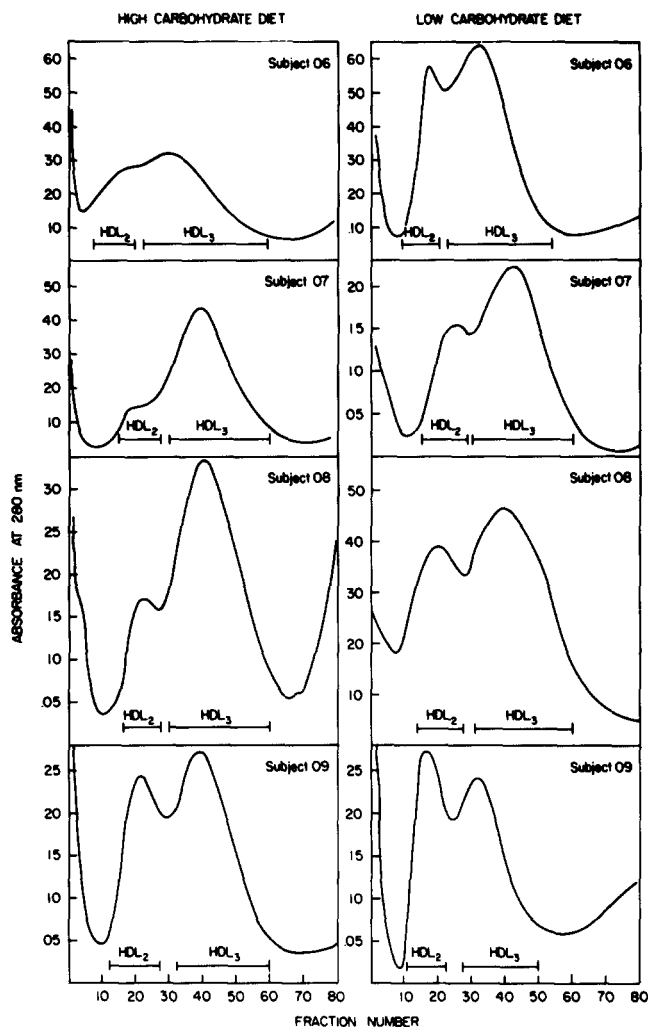 HIGH CARBOHYDRATE DIET
LOW CARBOHYDRATE DIET
Subject 06
.60
.50
.40
.30
.20
.10
HDL2
HDL3
Subject 06
.60
.50
.40
.30
.20
.10
HDL2
HDL3
Subject 07
.50
.40
.30
.20
.10
HDL2
HDL3
Subject 07
.20
.15
.10
.05
HDL2
HDL3
Subject 08
.30
.25
.20
.15
.10
.05
HDL2
HDL3
Subject 08
.50
.40
.30
.20
.10
HDL2
HDL3
Subject 09
.25
.20
.15
.10
.05
HDL2
HDL3
10 20 30 40 50 60 70 80
Subject 09
.25
.20
.15
.10
.05
HDL2
HDL3
10 20 30 40 50 60 70 80
ABSORBANCE AT 280 nm
FRACTION NUMBER